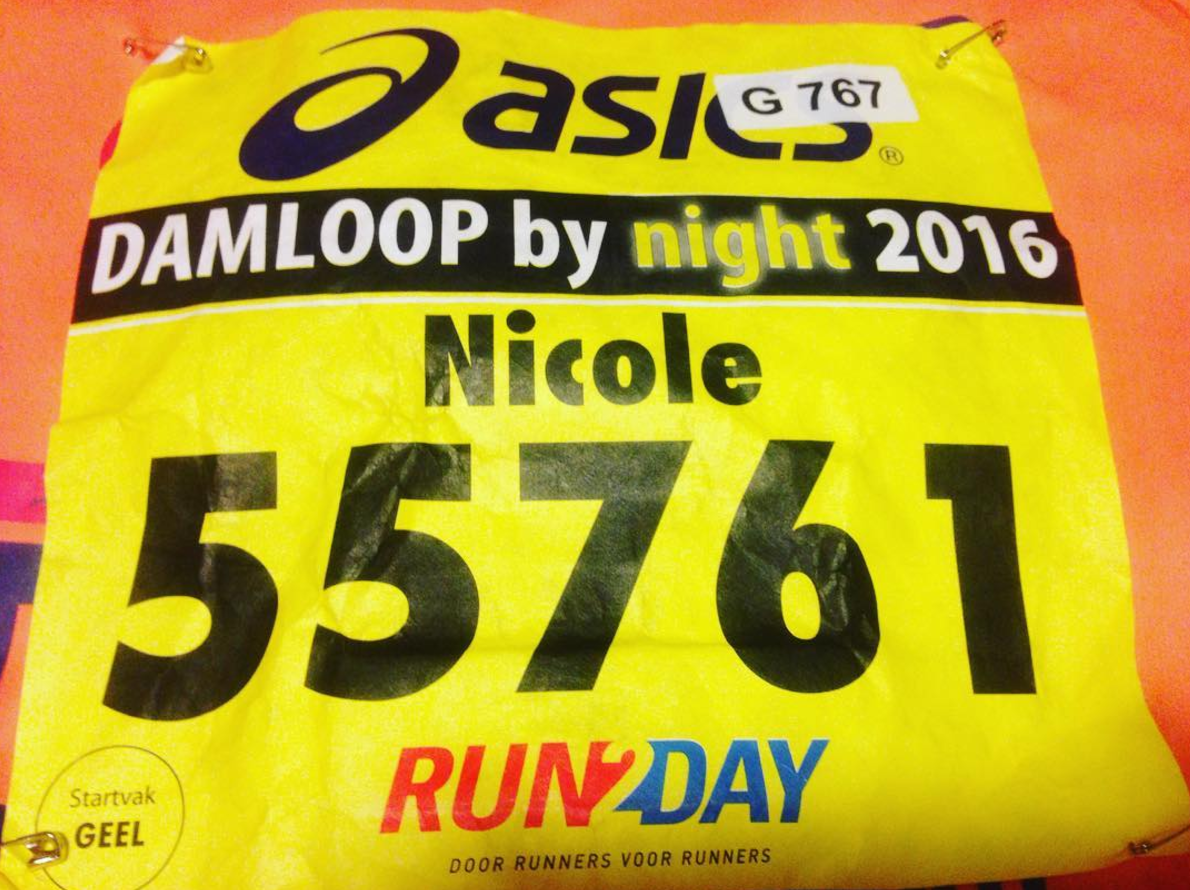 asics ®
G 767
DAMLOOP by night 2016
Nicole
55761
RUN2DAY
DOOR RUNNERS VOOR RUNNERS
Startvak
GEEL